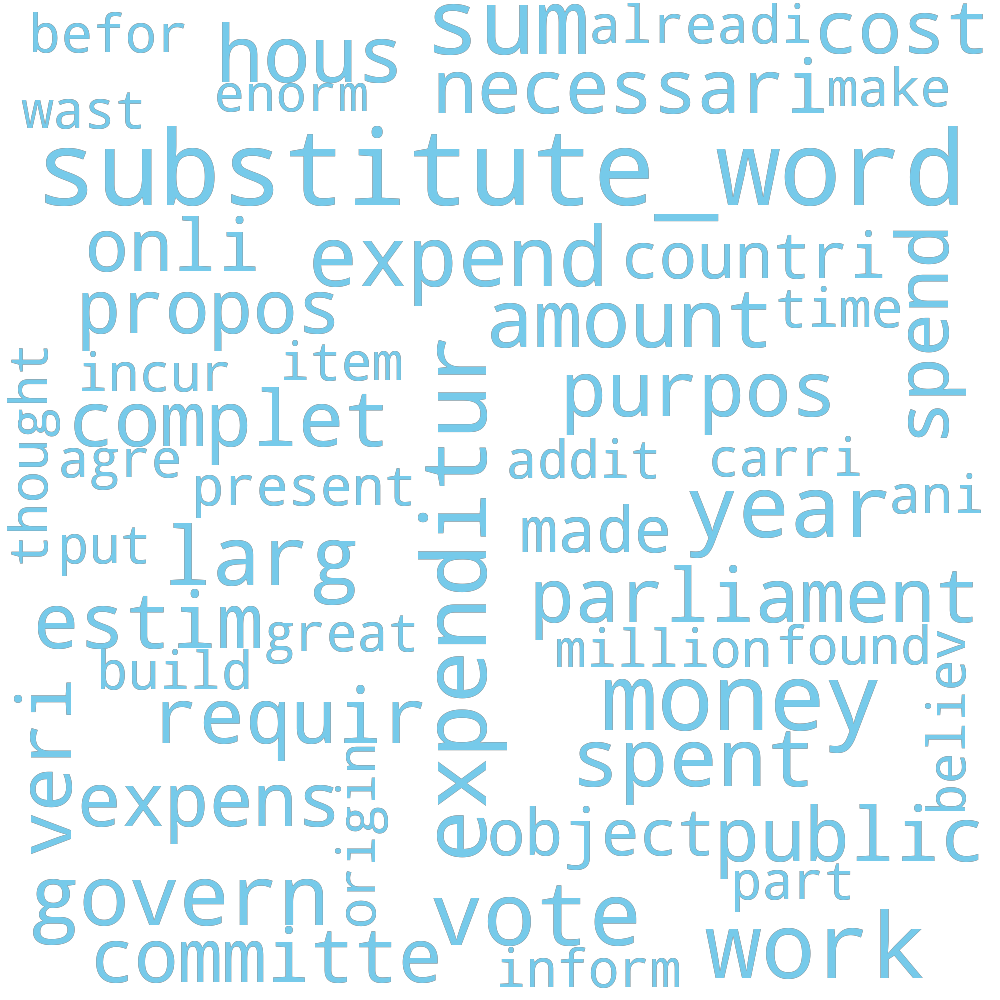 befor hous sum alreadi cost
wast enorm necessari make
substitute_word
onli expend countri spend
propos amount time
thought incur item expenditur purpos
complet
agre present addit carri
put larg made year ani
estim great parliament
build million found believ
veri requir money
expens origin spent
object public
govern vote part
committe inform work